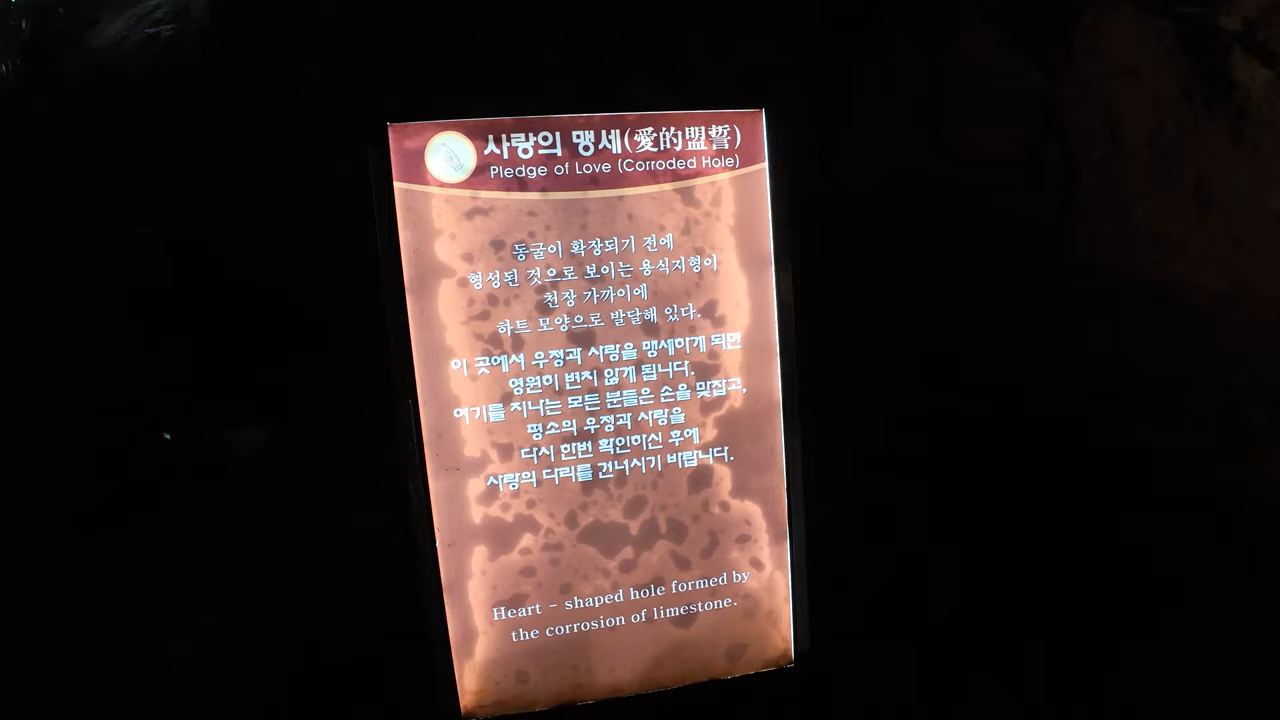 사랑의 맹세(愛的盟誓)
Pledge of Love (Corroded Hole)
동굴이 확장되기 전에
형성된 것으로 보이는 용식지형이
천장 가까이에
하트 모양으로 발달해 있다.
이 곳에서 우정과 사랑을 맹세하게 되면
영원히 변치 않게 됩니다.
여기를 지나는 모든 분들은 손을 맞잡고,
평소의 우정과 사랑을
다시 한번 확인하신 후에
사랑의 다리를 건너시기 바랍니다.
Heart - shaped hole formed by
the corrosion of limestone.